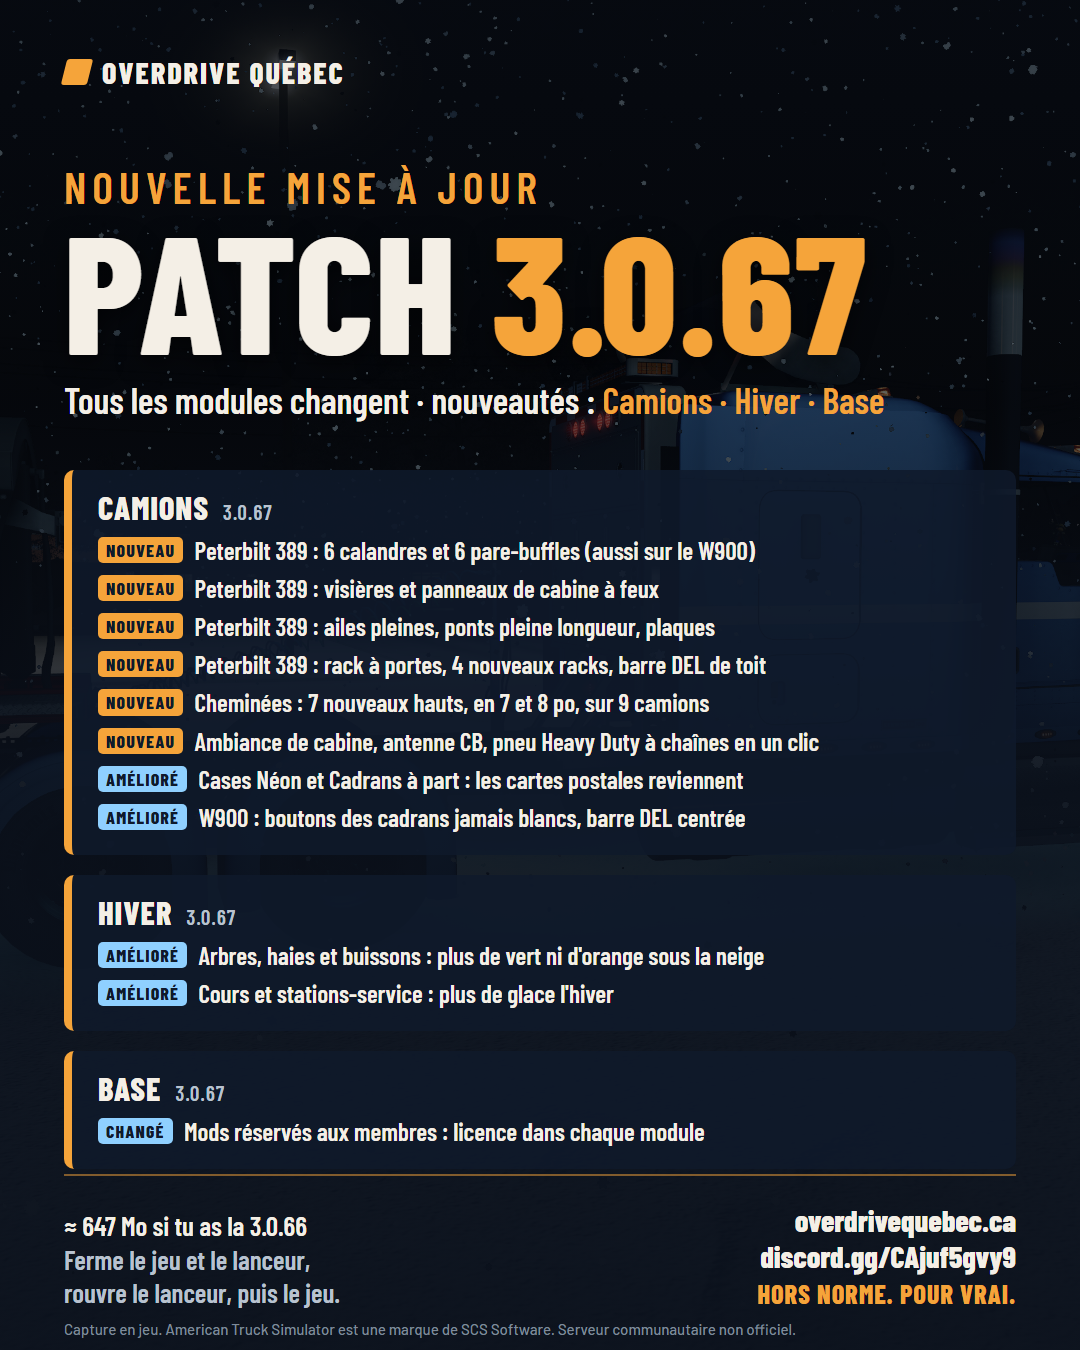 OVERDRIVE QUÉBEC
NOUVELLE MISE À JOUR
PATCH 3.0.67
Tous les modules changent · nouveautés : Camions · Hiver · Base
CAMIONS 3.0.67
NOUVEAU Peterbilt 389 : 6 calandres et 6 pare-buffles (aussi sur le W900)
NOUVEAU Peterbilt 389 : visières et panneaux de cabine à feux
NOUVEAU Peterbilt 389 : ailes pleines, ponts pleine longueur, plaques
NOUVEAU Peterbilt 389 : rack à portes, 4 nouveaux racks, barre DEL de toit
NOUVEAU Cheminées : 7 nouveaux hauts, en 7 et 8 po, sur 9 camions
NOUVEAU Ambiance de cabine, antenne CB, pneu Heavy Duty à chaînes en un clic
AMÉLIORÉ Cases Néon et Cadrans à part : les cartes postales reviennent
AMÉLIORÉ W900 : boutons des cadrans jamais blancs, barre DEL centrée
HIVER 3.0.67
AMÉLIORÉ Arbres, haies et buissons : plus de vert ni d'orange sous la neige
AMÉLIORÉ Cours et stations-service : plus de glace l'hiver
BASE 3.0.67
CHANGÉ Mods réservés aux membres : licence dans chaque module
≈ 647 Mo si tu as la 3.0.66
Ferme le jeu et le lanceur,
rouvre le lanceur, puis le jeu.
overdrivequebec.ca
discord.gg/CAjuf5gvy9
HORS NORME. POUR VRAI.
Capture en jeu. American Truck Simulator est une marque de SCS Software. Serveur communautaire non officiel.